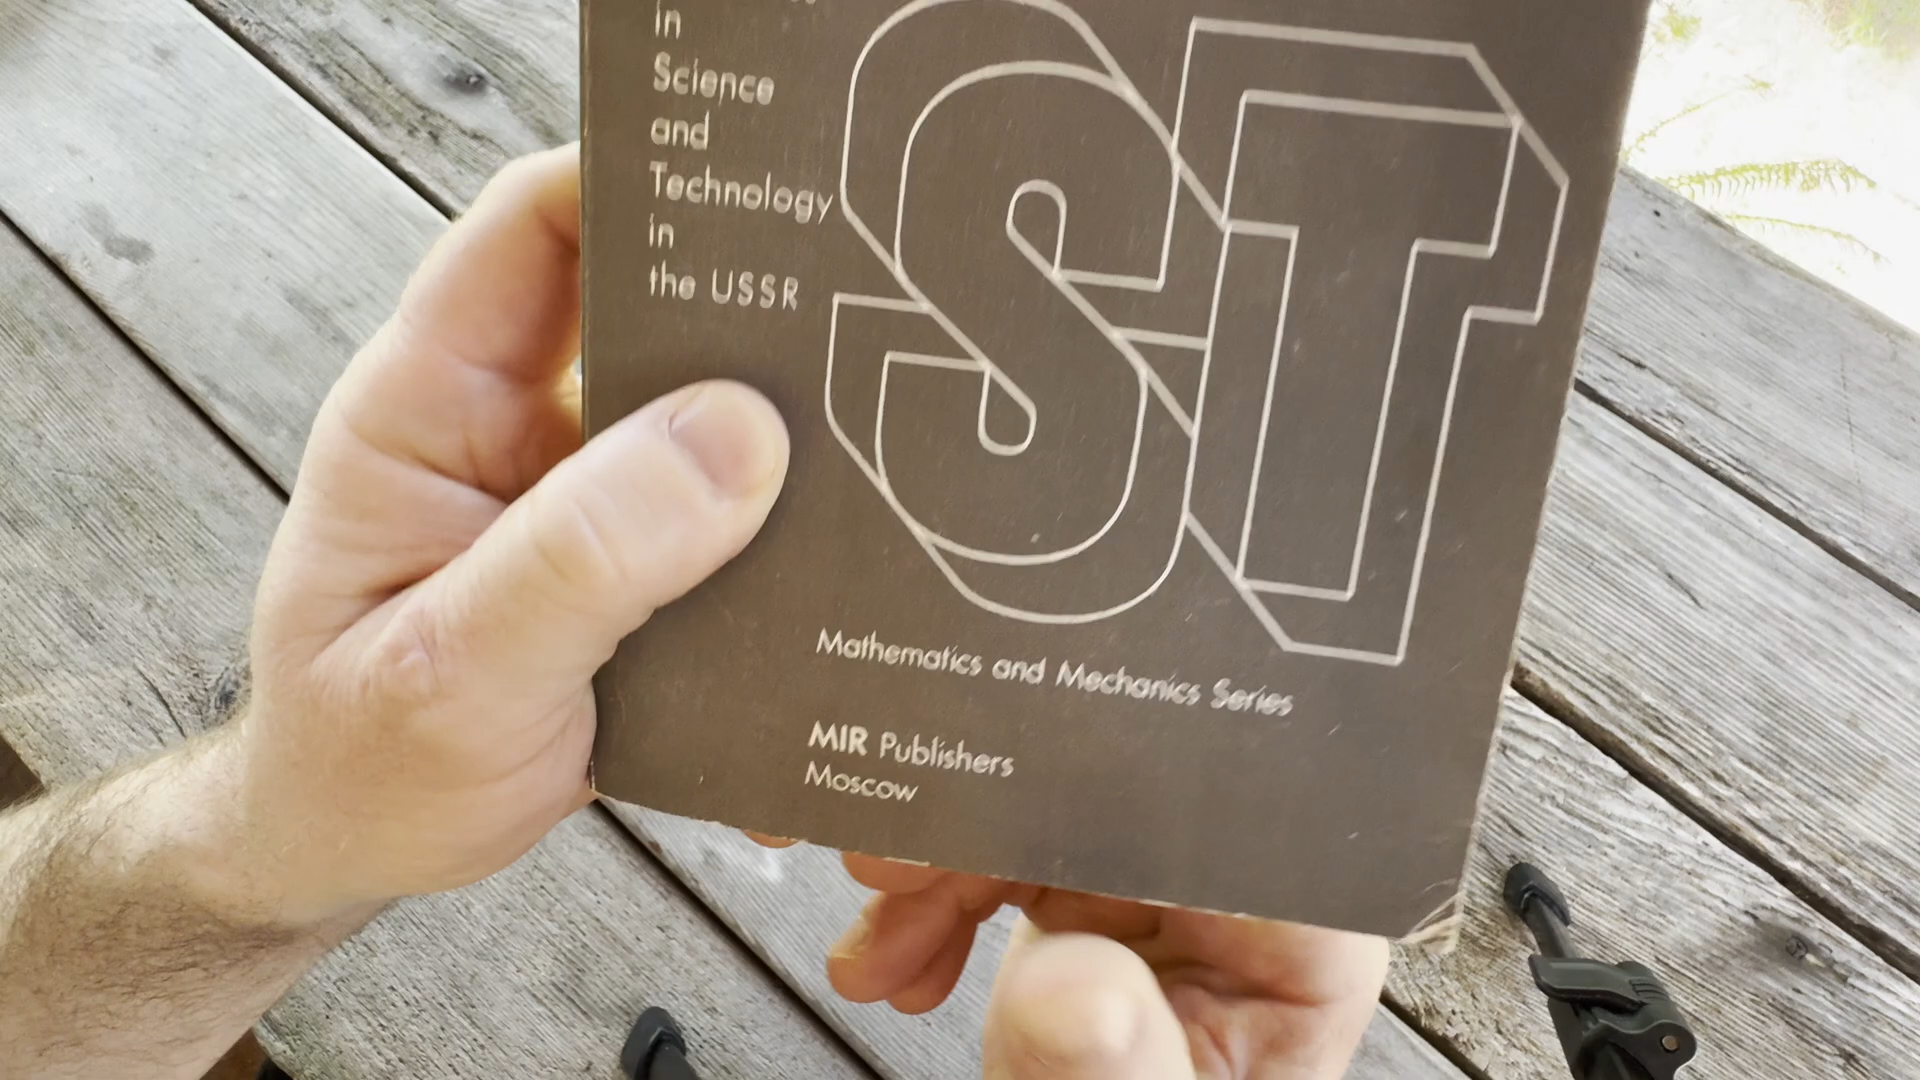 in
Science
and
Technology
in
the USSR
ST
Mathematics and Mechanics Series
MIR Publishers
Moscow